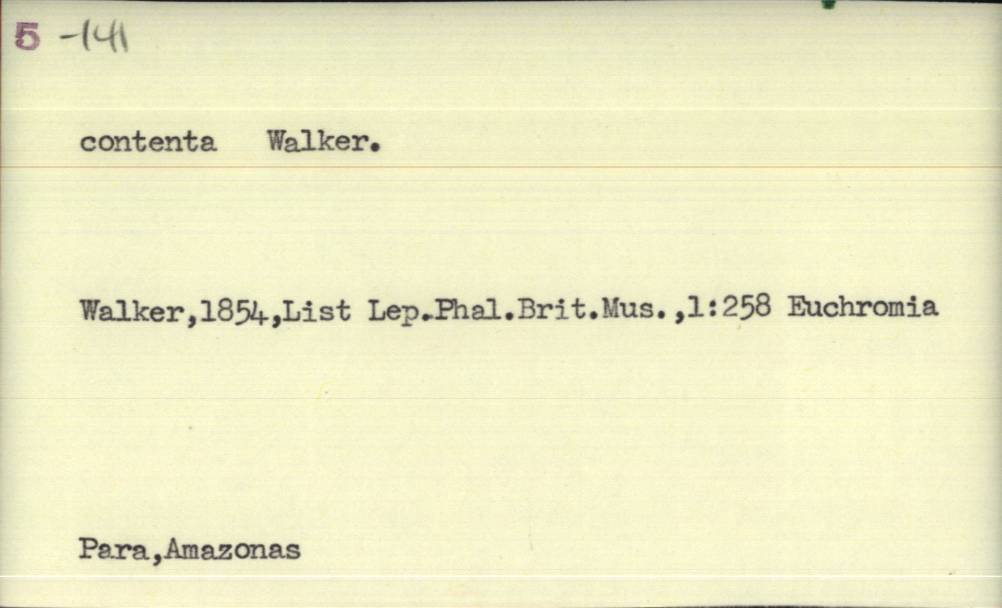 5 -141
contenta Walker.
Walker,1854,List Lep.Phal.Brit.Mus.,1:258 Euchromia
Para,Amazonas